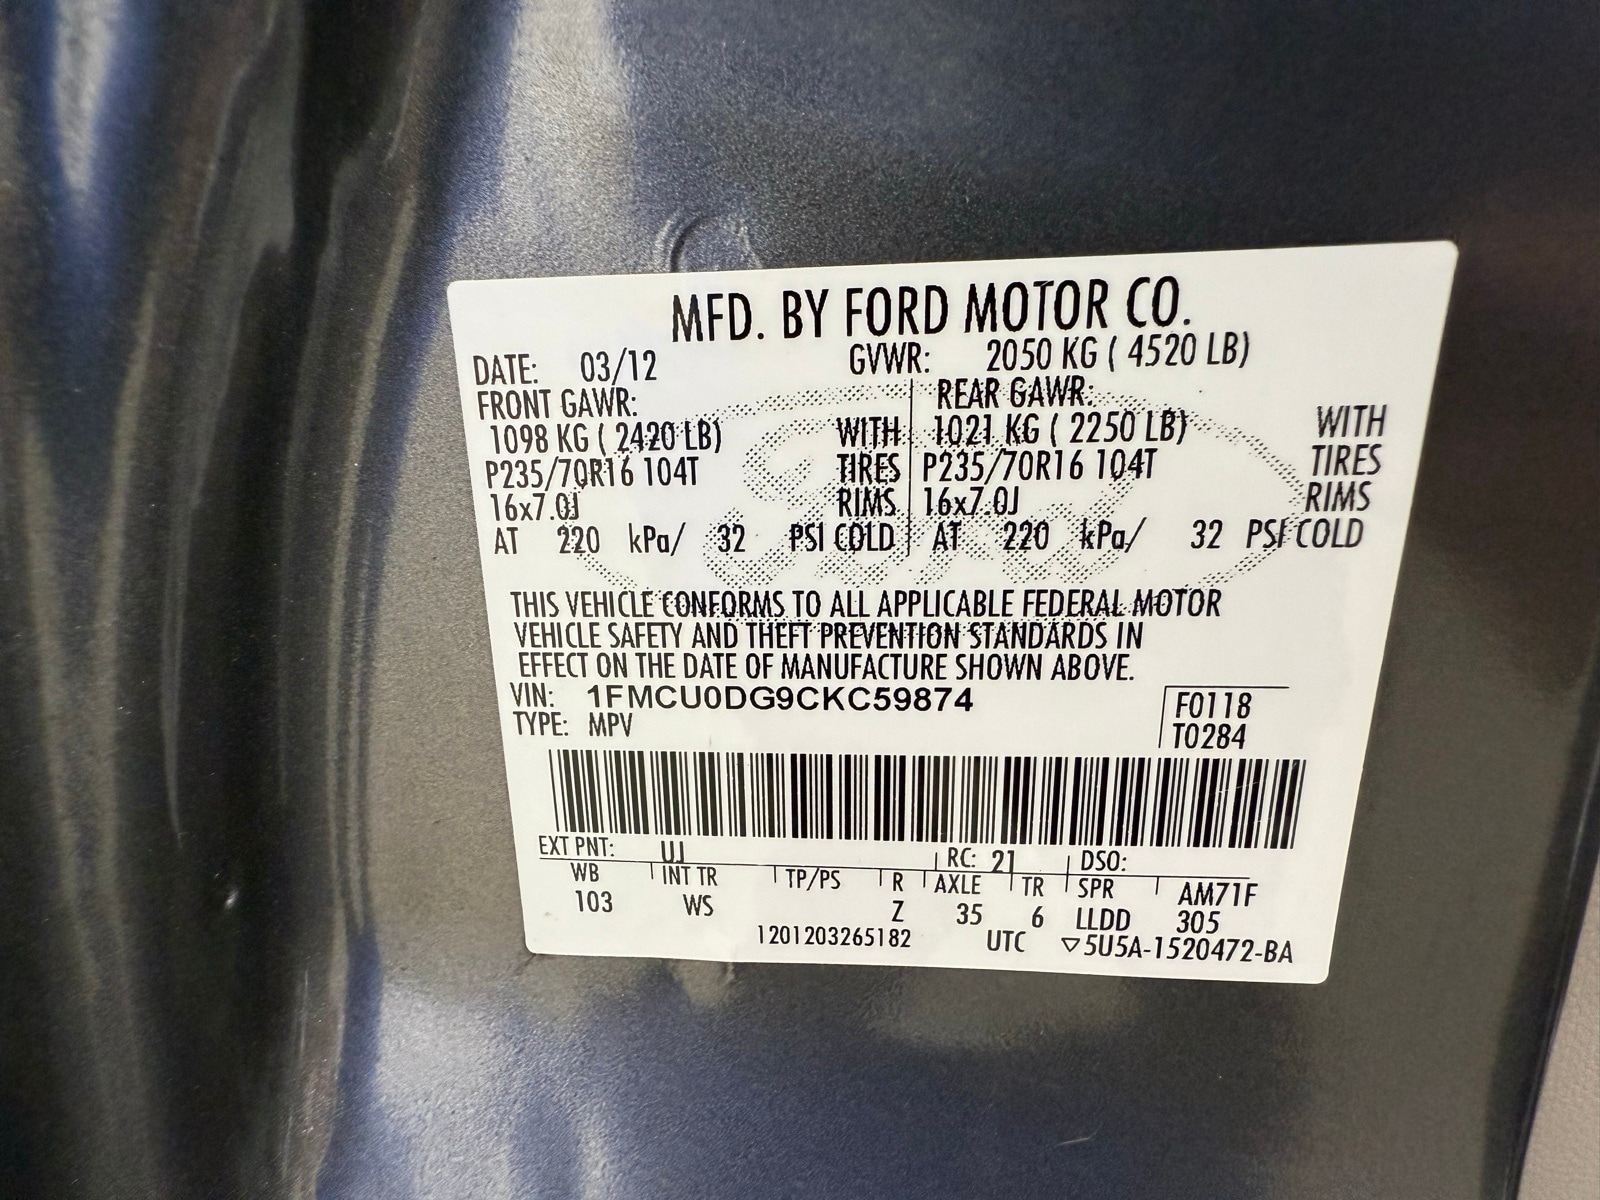 MFD. BY FORD MOTOR CO.
DATE: 03/12 GVWR: 2050 KG ( 4520 LB)
FRONT GAWR: REAR GAWR:
1098 KG ( 2420 LB) WITH 1021 KG ( 2250 LB) WITH
P235/70R16 104T TIRES P235/70R16 104T TIRES
16x7.0J RIMS 16x7.0J RIMS
AT 220 kPa/ 32 PSI COLD AT 220 kPa/ 32 PSI COLD
Ford
THIS VEHICLE CONFORMS TO ALL APPLICABLE FEDERAL MOTOR
VEHICLE SAFETY AND THEFT PREVENTION STANDARDS IN
EFFECT ON THE DATE OF MANUFACTURE SHOWN ABOVE.
VIN: 1FMCU0DG9CKC59874 F0118
TYPE: MPV T0284
EXT PNT: UJ RC: 21 DSO:
WB INT TR TP/PS R AXLE TR SPR AM71F
103 WS Z 35 6 LLDD 305
1201203265182 UTC ▽5U5A-1520472-BA